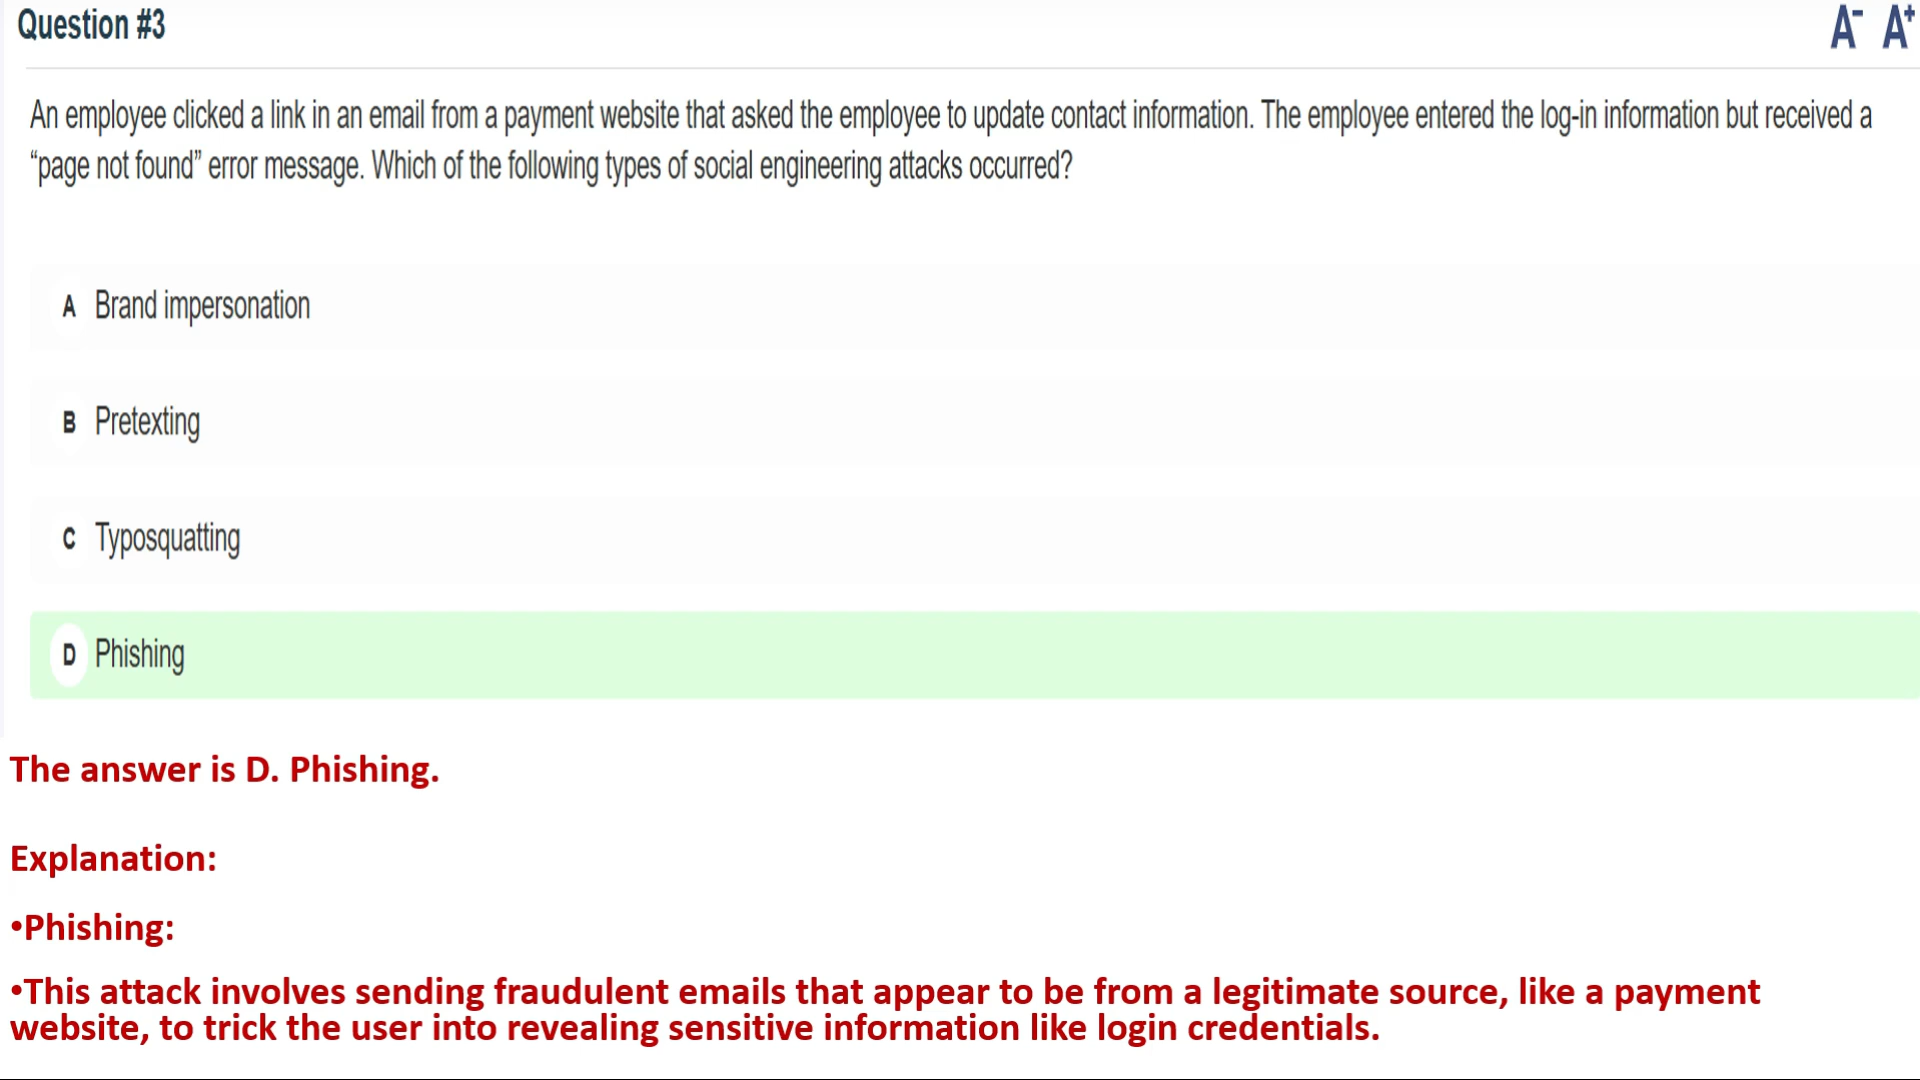 Question #3
A- A+
An employee clicked a link in an email from a payment website that asked the employee to update contact information. The employee entered the log-in information but received a
“page not found” error message. Which of the following types of social engineering attacks occurred?
A Brand impersonation
B Pretexting
C Typosquatting
D Phishing
The answer is D. Phishing.
Explanation:
•Phishing:
•This attack involves sending fraudulent emails that appear to be from a legitimate source, like a payment
website, to trick the user into revealing sensitive information like login credentials.